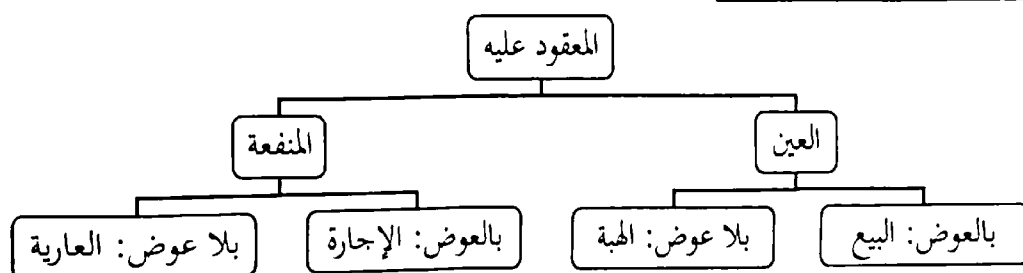 المعقود عليه
العين
المنفعة
بالعوض: البيع
بلا عوض: الهبة
بالعوض: الإجارة
بلا عوض: العارية